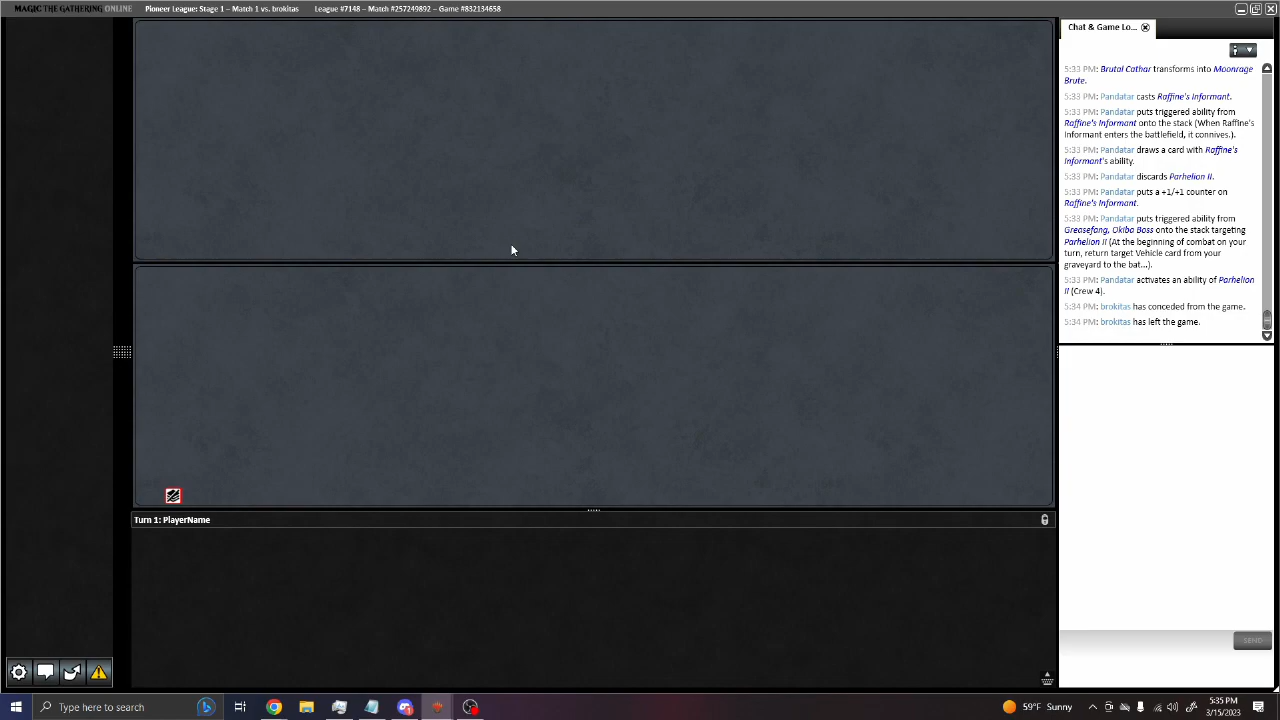 MAGIC THE GATHERING ONLINE
Pioneer League: Stage 1 – Match 1 vs. brokitas
League #7148 – Match #257249892 – Game #832134658
Chat & Game Lo...
5:33 PM: Brutal Cathar transforms into Moonrage
Brute.
5:33 PM: Pandatar casts Raffine's Informant.
5:33 PM: Pandatar puts triggered ability from
Raffine's Informant onto the stack (When Raffine's
Informant enters the battlefield, it connives.).
5:33 PM: Pandatar draws a card with Raffine's
Informant's ability.
5:33 PM: Pandatar discards Parhelion II.
5:33 PM: Pandatar puts a +1/+1 counter on
Raffine's Informant.
5:33 PM: Pandatar puts triggered ability from
Greasefang, Okiba Boss onto the stack targeting
Parhelion II (At the beginning of combat on your
turn, return target Vehicle card from your
graveyard to the bat...).
5:33 PM: Pandatar activates an ability of Parhelion
II (Crew 4).
5:34 PM: brokitas has conceded from the game.
5:34 PM: brokitas has left the game.
Turn 1: PlayerName
SEND
Type here to search
59°F Sunny
5:35 PM
3/15/2023